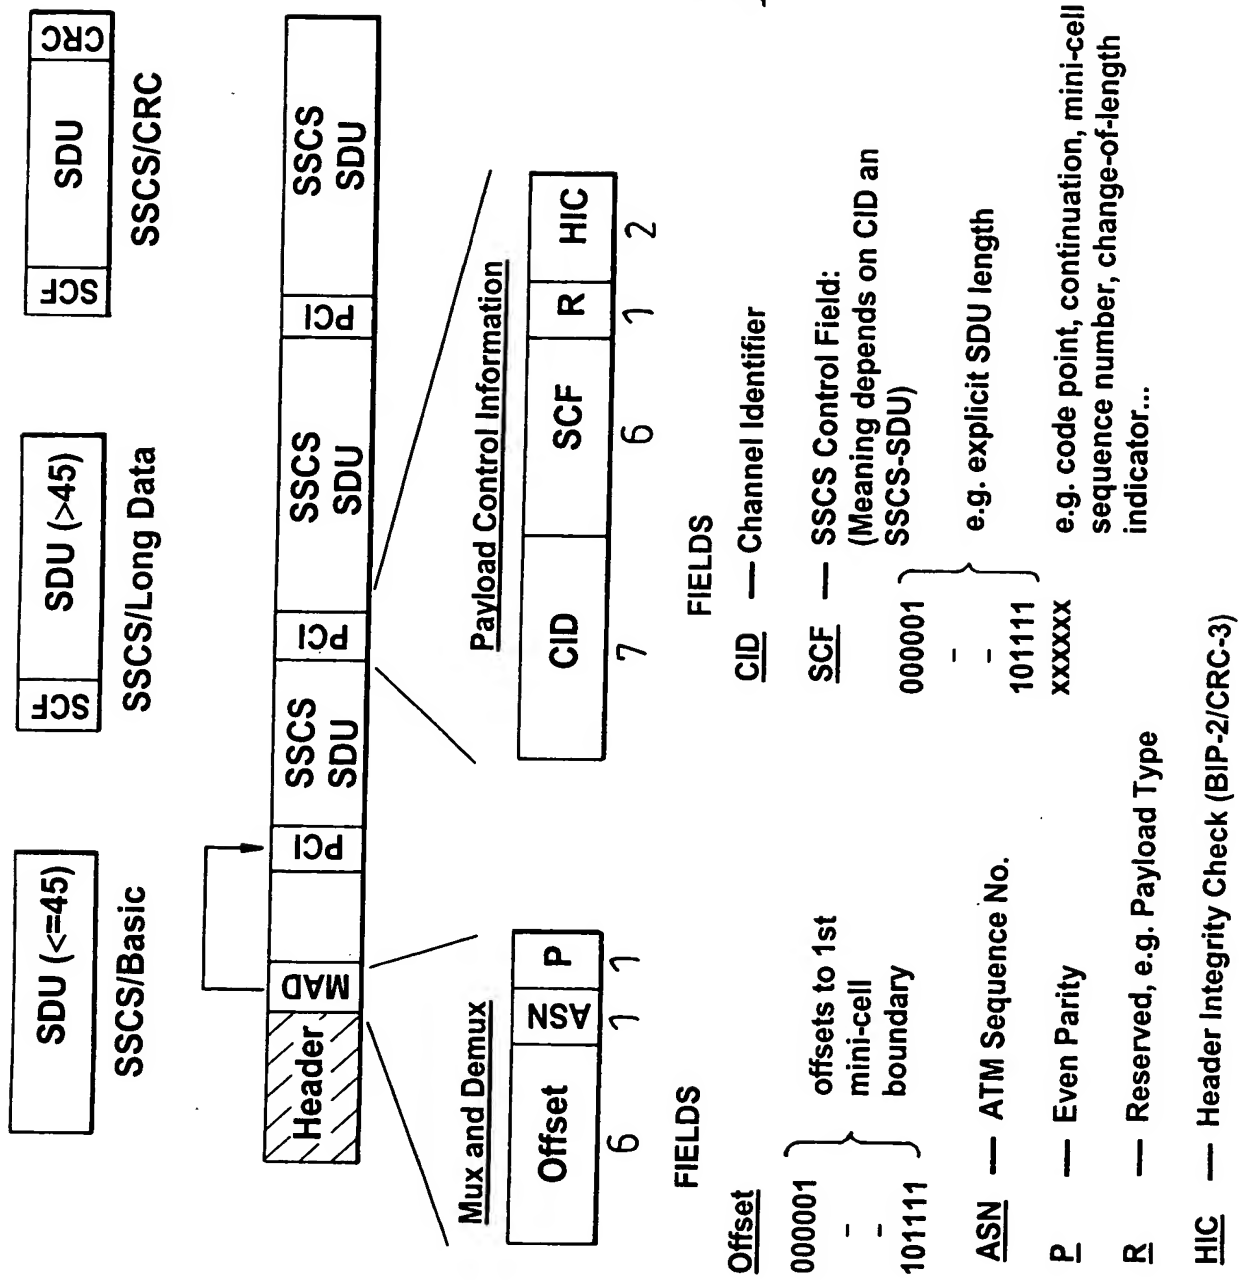 SDU (<=45)
SSCS/Basic
SCF
SDU (>45)
SSCS/Long Data
SCF
SDU
CRC
SSCS/CRC
Header
MAD
PCI
SSCS
SDU
PCI
SSCS
SDU
PCI
SSCS
SDU
Mux and Demux
Offset
ASN
P
6
1
1
Payload Control Information
CID
SCF
R
HIC
7
6
1
2
FIELDS
Offset
000001
-
-
101111
offsets to 1st
mini-cell
boundary
ASN — ATM Sequence No.
P — Even Parity
R — Reserved, e.g. Payload Type
HIC — Header Integrity Check (BIP-2/CRC-3)
FIELDS
CID — Channel Identifier
SCF — SSCS Control Field:
(Meaning depends on CID an
SSCS-SDU)
000001
-
-
101111
e.g. explicit SDU length
xxxxxx
e.g. code point, continuation, mini-cell
sequence number, change-of-length
indicator...